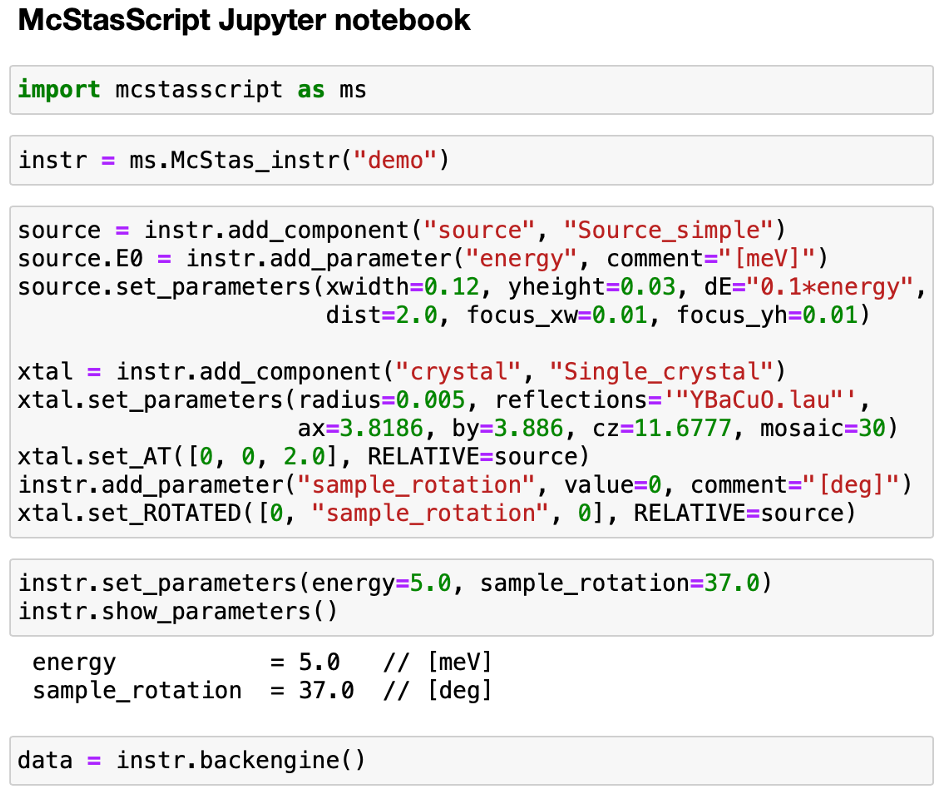 McStasScript Jupyter notebook
import mcstasscript as ms
instr = ms.McStas_instr("demo")
source = instr.add_component("source", "Source_simple")
source.E0 = instr.add_parameter("energy", comment="[meV]")
source.set_parameters(xwidth=0.12, yheight=0.03, dE="0.1*energy",
                      dist=2.0, focus_xw=0.01, focus_yh=0.01)
xtal = instr.add_component("crystal", "Single_crystal")
xtal.set_parameters(radius=0.005, reflections='"YBaCuO.lau"',
                    ax=3.8186, by=3.886, cz=11.6777, mosaic=30)
xtal.set_AT([0, 0, 2.0], RELATIVE=source)
instr.add_parameter("sample_rotation", value=0, comment="[deg]")
xtal.set_ROTATED([0, "sample_rotation", 0], RELATIVE=source)
instr.set_parameters(energy=5.0, sample_rotation=37.0)
instr.show_parameters()
energy           = 5.0   // [meV]
sample_rotation  = 37.0  // [deg]
data = instr.backengine()